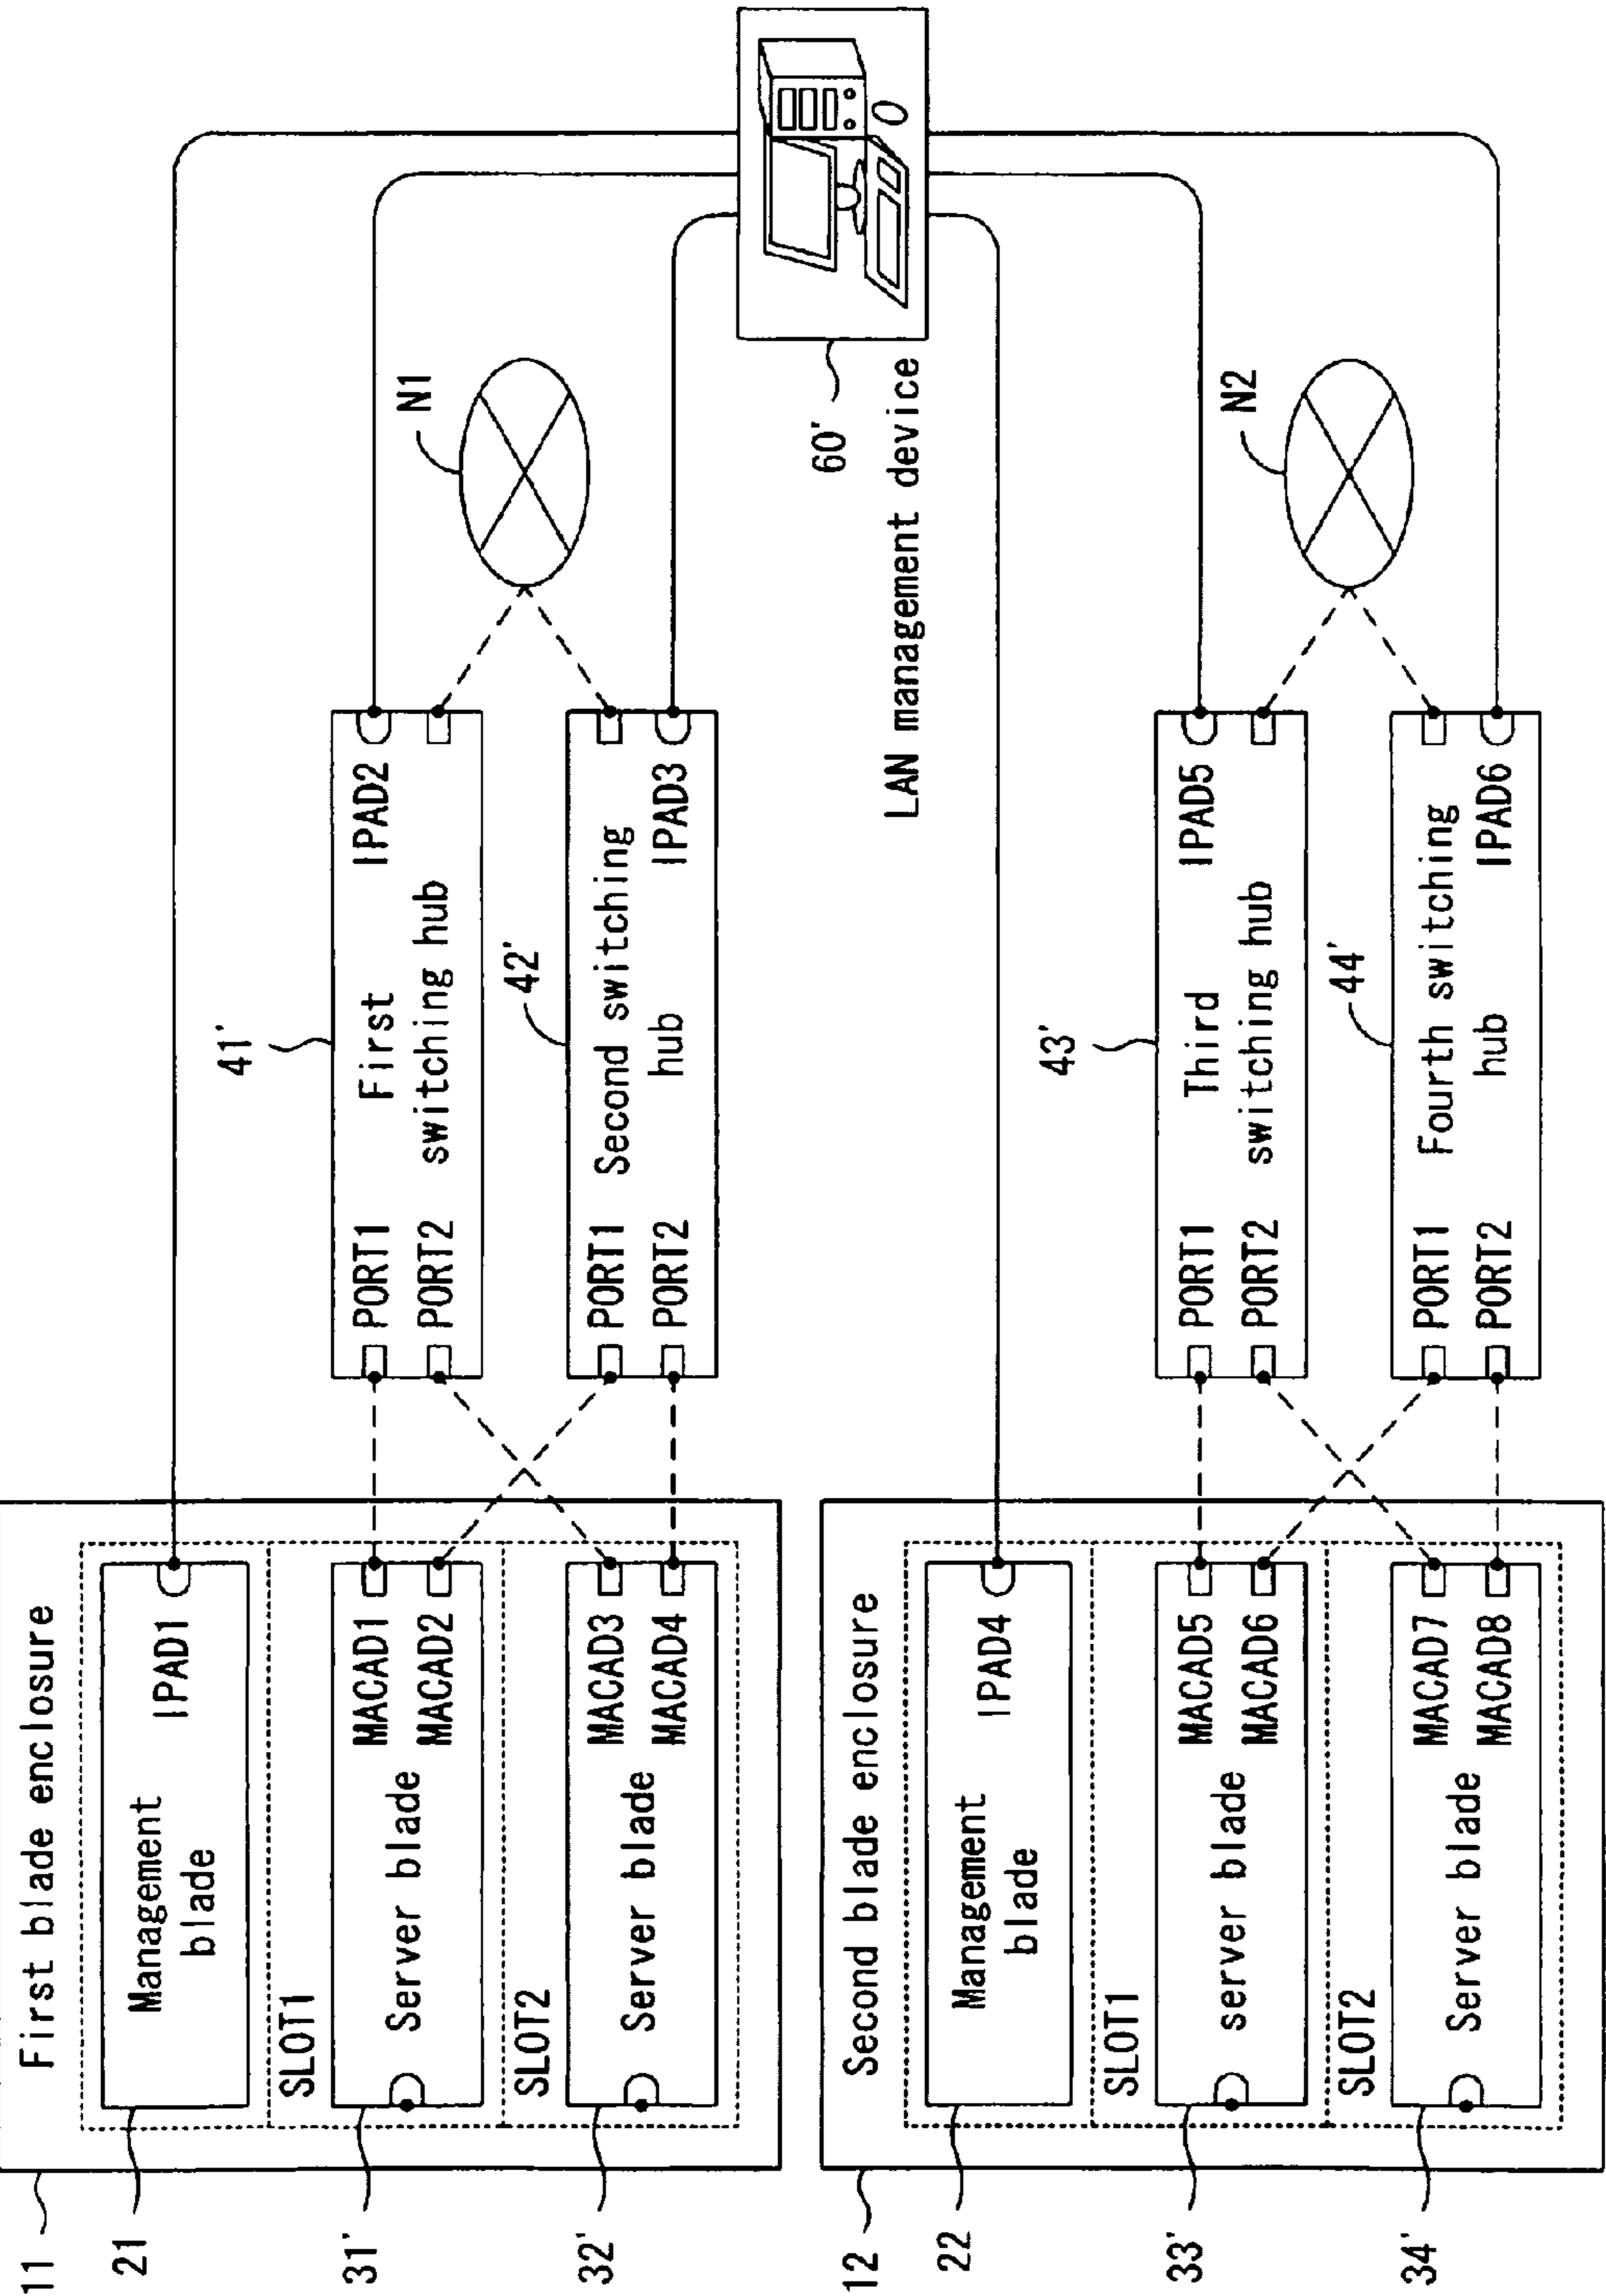 11
First blade enclosure
21
Management
blade
IPAD1
SLOT1
31'
Server blade
MACAD1
MACAD2
SLOT2
32'
Server blade
MACAD3
MACAD4
41'
PORT1
PORT2
First
switching hub
IPAD2
42'
PORT1
PORT2
Second switching
hub
IPAD3
N1
60'
LAN management device
12
Second blade enclosure
22
Management
blade
IPAD4
SLOT1
33'
server blade
MACAD5
MACAD6
SLOT2
34'
Server blade
MACAD7
MACAD8
43'
PORT1
PORT2
Third
switching hub
IPAD5
44'
PORT1
PORT2
Fourth switching
hub
IPAD6
N2